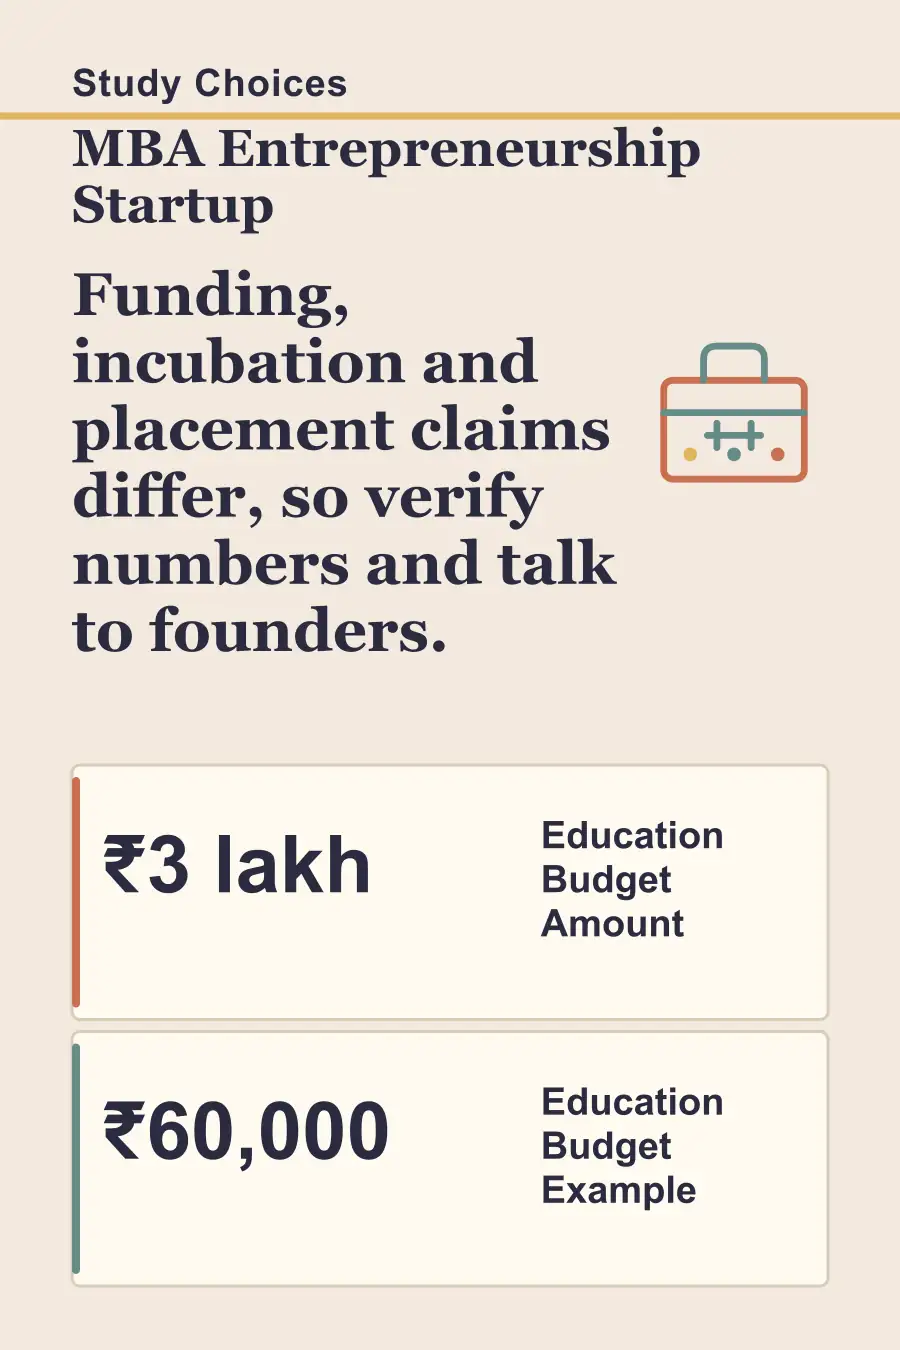 Study Choices
MBA Entrepreneurship
Startup
Funding,
incubation and
placement claims
differ, so verify
numbers and talk
to founders.
₹3 lakh
Education
Budget
Amount
₹60,000
Education
Budget
Example